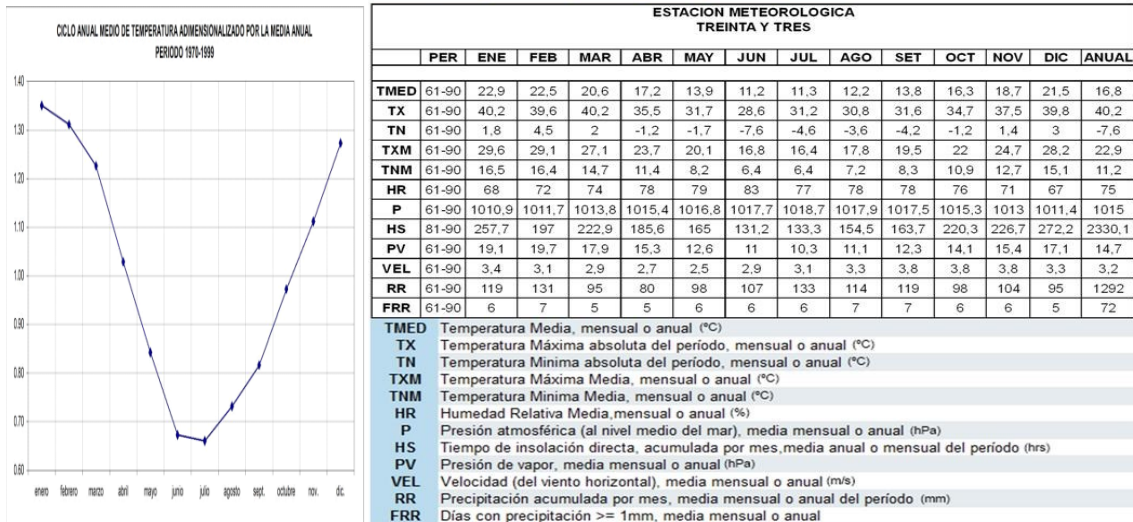 CICLO ANUAL MEDIO DE TEMPERATURA ADIMENSIONALIZADO POR LA MEDIA ANUAL
PERIODO 1970-1999
1.40
1.30
1.20
1.10
1.00
0.90
0.80
0.70
0.60
enero febrero marzo abril mayo junio julio agosto sept. octubre nov. dic.
ESTACION METEOROLOGICA
TREINTA Y TRES
PER ENE FEB MAR ABR MAY JUN JUL AGO SET OCT NOV DIC ANUAL
TMED 61-90 22,9 22,5 20,6 17,2 13,9 11,2 11,3 12,2 13,8 16,3 18,7 21,5 16,8
TX 61-90 40,2 39,6 40,2 35,5 31,7 28,6 31,2 30,8 31,6 34,7 37,5 39,8 40,2
TN 61-90 1,8 4,5 2 -1,2 -1,7 -7,6 -4,6 -3,6 -4,2 -1,2 1,4 3 -7,6
TXM 61-90 29,6 29,1 27,1 23,7 20,1 16,8 16,4 17,8 19,5 22 24,7 28,2 22,9
TNM 61-90 16,5 16,4 14,7 11,4 8,2 6,4 6,4 7,2 8,3 10,9 12,7 15,1 11,2
HR 61-90 68 72 74 78 79 83 77 78 78 76 71 67 75
P 61-90 1010,9 1011,7 1013,8 1015,4 1016,8 1017,7 1018,7 1017,9 1017,5 1015,3 1013 1011,4 1015
HS 81-90 257,7 197 222,9 185,6 165 131,2 133,3 154,5 163,7 220,3 226,7 272,2 2330,1
PV 61-90 19,1 19,7 17,9 15,3 12,6 11 10,3 11,1 12,3 14,1 15,4 17,1 14,7
VEL 61-90 3,4 3,1 2,9 2,7 2,5 2,9 3,1 3,3 3,8 3,8 3,8 3,3 3,2
RR 61-90 119 131 95 80 98 107 133 114 119 98 104 95 1292
FRR 61-90 6 7 5 5 6 6 6 7 7 6 6 5 72
TMED Temperatura Media, mensual o anual (ºC)
TX Temperatura Máxima absoluta del período, mensual o anual (ºC)
TN Temperatura Minima absoluta del período, mensual o anual (ºC)
TXM Temperatura Máxima Media, mensual o anual (ºC)
TNM Temperatura Minima Media, mensual o anual (ºC)
HR Humedad Relativa Media,mensual o anual (%)
P Presión atmosférica (al nivel medio del mar), media mensual o anual (hPa)
HS Tiempo de insolación directa, acumulada por mes,media anual o mensual del período (hrs)
PV Presión de vapor, media mensual o anual (hPa)
VEL Velocidad (del viento horizontal), media mensual o anual (m/s)
RR Precipitación acumulada por mes, media mensual o anual del período (mm)
FRR Días con precipitación >= 1mm, media mensual o anual